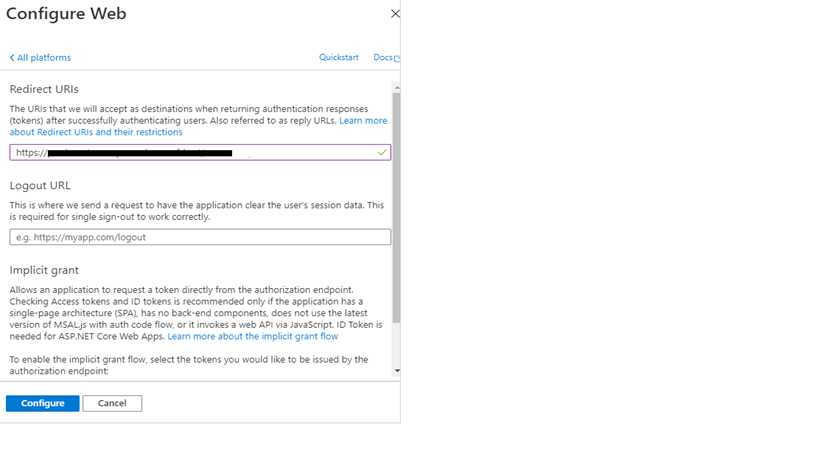 Configure Web
All platforms
Quickstart
Docs
Redirect URIs
The URIs that we will accept as destinations when returning authentication responses
(tokens) after successfully authenticating users. Also referred to as reply URLs. Learn more
about Redirect URIs and their restrictions
https://
Logout URL
This is where we send a request to have the application clear the user's session data. This
is required for single sign-out to work correctly.
e.g. https://myapp.com/logout
Implicit grant
Allows an application to request a token directly from the authorization endpoint.
Checking Access tokens and ID tokens is recommended only if the application has a
single-page architecture (SPA), has no back-end components, does not use the latest
version of MSAL.js with auth code flow, or it invokes a web API via JavaScript. ID Token is
needed for ASP.NET Core Web Apps. Learn more about the implicit grant flow
To enable the implicit grant flow, select the tokens you would like to be issued by the
authorization endpoint:
Configure
Cancel